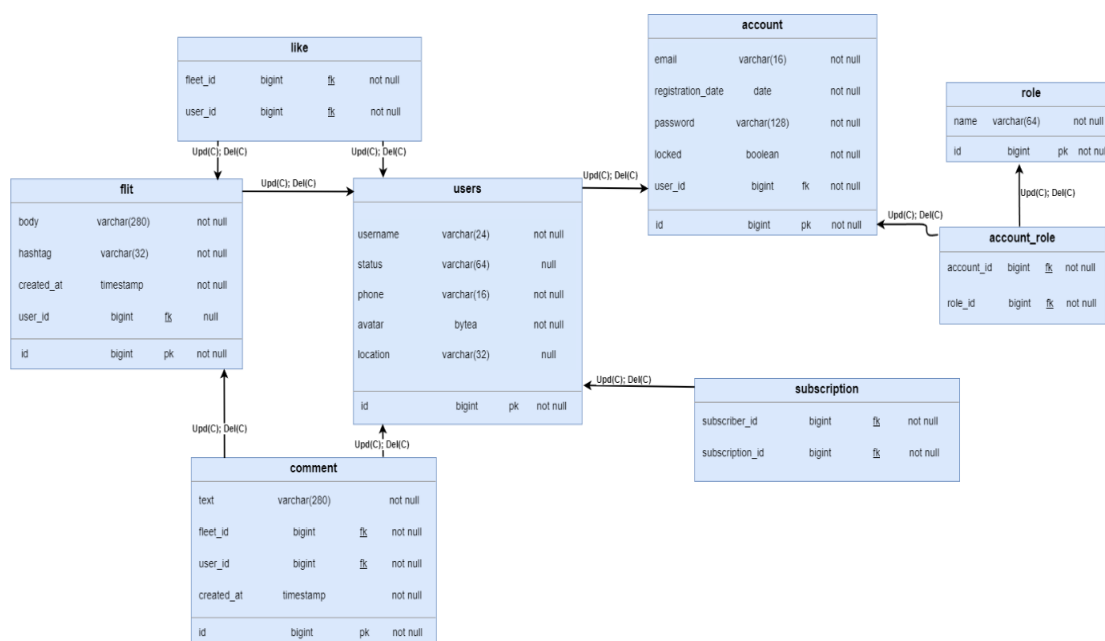 like
fleet_id bigint fk not null
user_id bigint fk not null
Upd(C); Del(C)
Upd(C); Del(C)
flit
body varchar(280) not null
hashtag varchar(32) not null
created_at timestamp not null
user_id bigint fk null
id bigint pk not null
Upd(C); Del(C)
users
username varchar(24) not null
status varchar(64) null
phone varchar(16) not null
avatar bytea not null
location varchar(32) null
id bigint pk not null
Upd(C); Del(C)
account
email varchar(16) not null
registration_date date not null
password varchar(128) not null
locked boolean not null
user_id bigint fk not null
id bigint pk not null
role
name varchar(64) not null
id bigint pk not null
Upd(C); Del(C)
Upd(C); Del(C)
account_role
account_id bigint fk not null
role_id bigint fk not null
Upd(C); Del(C)
subscription
subscriber_id bigint fk not null
subscription_id bigint fk not null
Upd(C); Del(C)
Upd(C); Del(C)
comment
text varchar(280) not null
fleet_id bigint fk not null
user_id bigint fk not null
created_at timestamp not null
id bigint pk not null